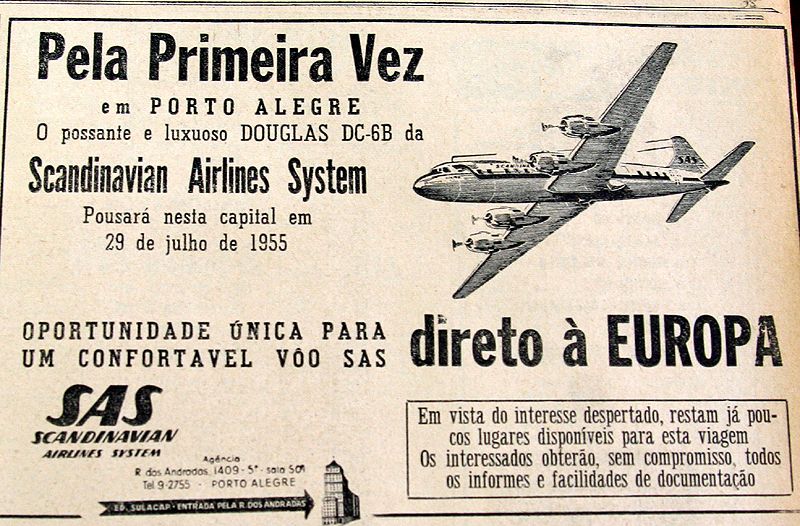 Pela Primeira Vez
em PORTO ALEGRE
O possante e luxuoso DOUGLAS DC-6B da
Scandinavian Airlines System
Pousará nesta capital em
29 de julho de 1955
SAS
OPORTUNIDADE ÚNICA PARA
UM CONFORTAVEL VÔO SAS
direto à EUROPA
SAS
SCANDINAVIAN
AIRLINES SYSTEM
Agência
R dos Andradas, 1409 - 5° - sala 501
Tel 9-2755 - PORTO ALEGRE
ED. SULACAP - ENTRADA PELA R. DOS ANDRADAS
Em vista do interesse despertado, restam já pou-
cos lugares disponíveis para esta viagem
Os interessados obterão, sem compromisso, todos
os informes e facilidades de documentação